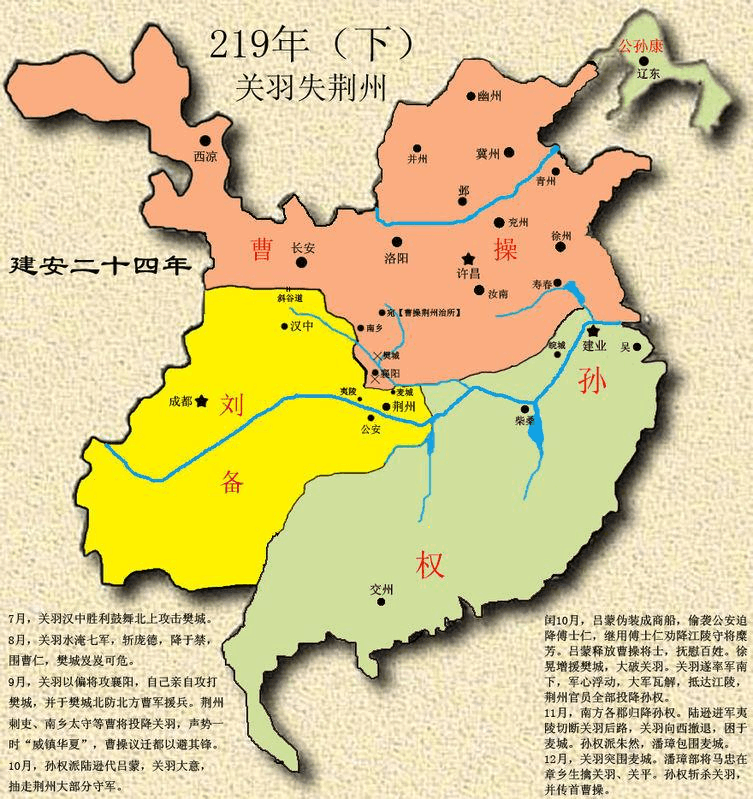 219年（下）
关羽失荆州
公孙康
辽东
幽州
西凉
并州
冀州
青州
邺
兖州
建安二十四年
曹
长安
洛阳
操
徐州
许昌
斜谷道
汝南
寿春
汉中
宛【曹操荆州治所】
南乡
樊城
皖城
建业
吴
襄阳
孙
夷陵
麦城
成都
刘
荆州
公安
柴桑
备
权
交州
7月，关羽汉中胜利鼓舞北上攻击樊城。
8月，关羽水淹七军，斩庞德，降于禁，
围曹仁，樊城岌岌可危。
9月，关羽以偏将攻襄阳，自己亲自攻打
樊城，并于樊城北防北方曹军援兵。荆州
刺吏、南乡太守等曹将投降关羽，声势一
时“威镇华夏”，曹操议迁都以避其锋。
10月，孙权派陆逊代吕蒙，关羽大意，
抽走荆州大部分守军。
闰10月，吕蒙伪装成商船，偷袭公安迫
降傅士仁，继用傅士仁劝降江陵守将糜
芳。吕蒙释放曹操将士，抚慰百姓。徐
晃增援樊城，大破关羽。关羽遂率军南
下，军心浮动，大军瓦解，抵达江陵，
荆州官员全部投降孙权。
11月，南方各郡归降孙权。陆逊进军夷
陵切断关羽后路，关羽向西撤退，困于
麦城。孙权派朱然，潘璋包围麦城。
12月，关羽突围麦城。潘璋部将马忠在
章乡生擒关羽、关平。孙权斩杀关羽，
并传首曹操。